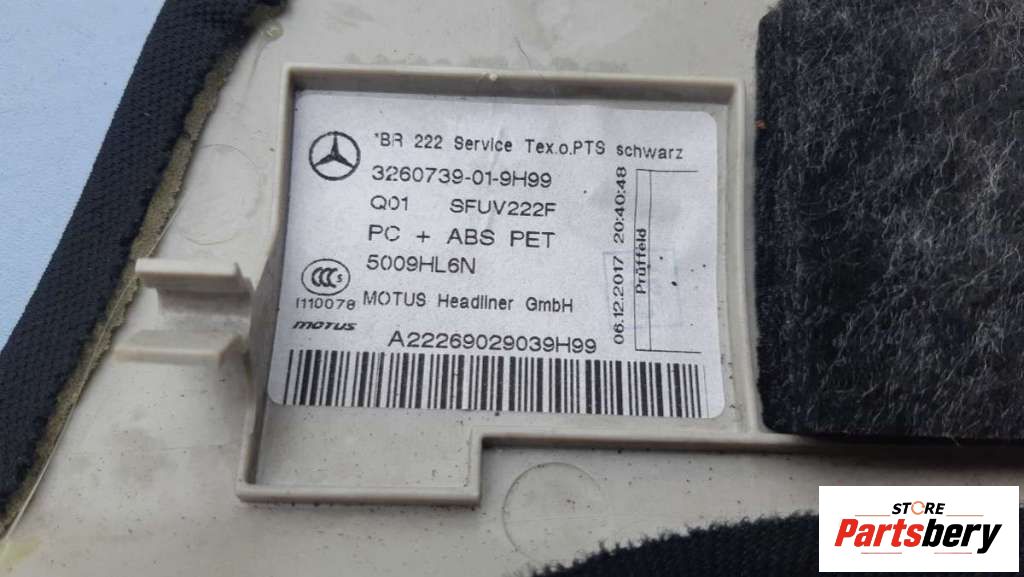 *BR 222 Service Tex.o.PTS schwarz
3260739-01-9H99
Q01 SFUV222F
PC + ABS PET
5009HL6N
CCC S
I110078
MOTUS Headliner GmbH
MOTUS
A22269029039H99
06.12.2017 20:40:48
Prüffeld
STORE
Partsbery